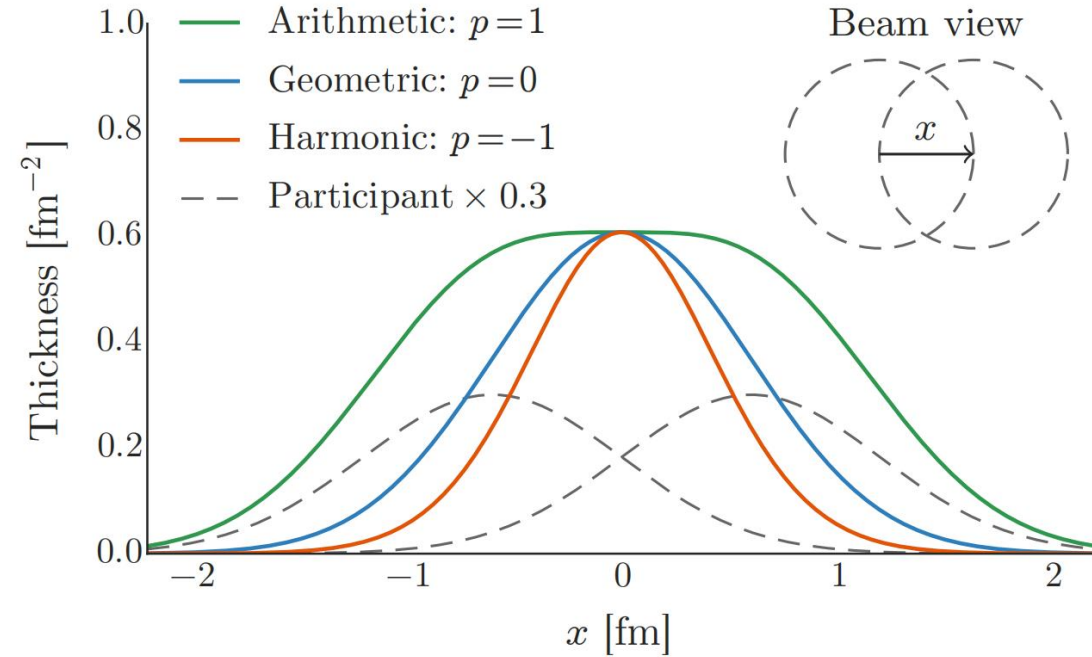 1.0
Arithmetic: p=1
Beam view
Geometric: p=0
0.8
x
Harmonic: p=−1
Participant × 0.3
0.6
Thickness [fm⁻²]
0.4
0.2
0.0
−2 −1 0 1 2
x [fm]